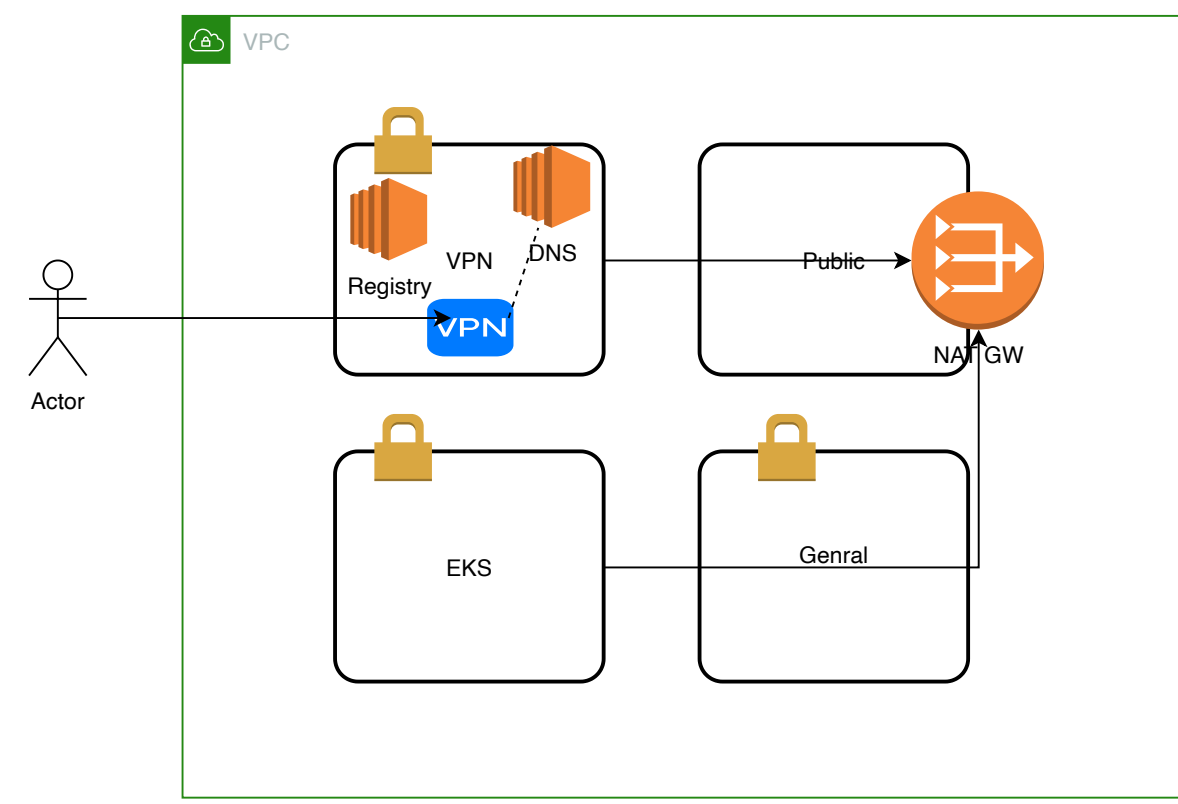 VPC
VPN
DNS
Registry
VPN
Public
NAT GW
Actor
EKS
Genral